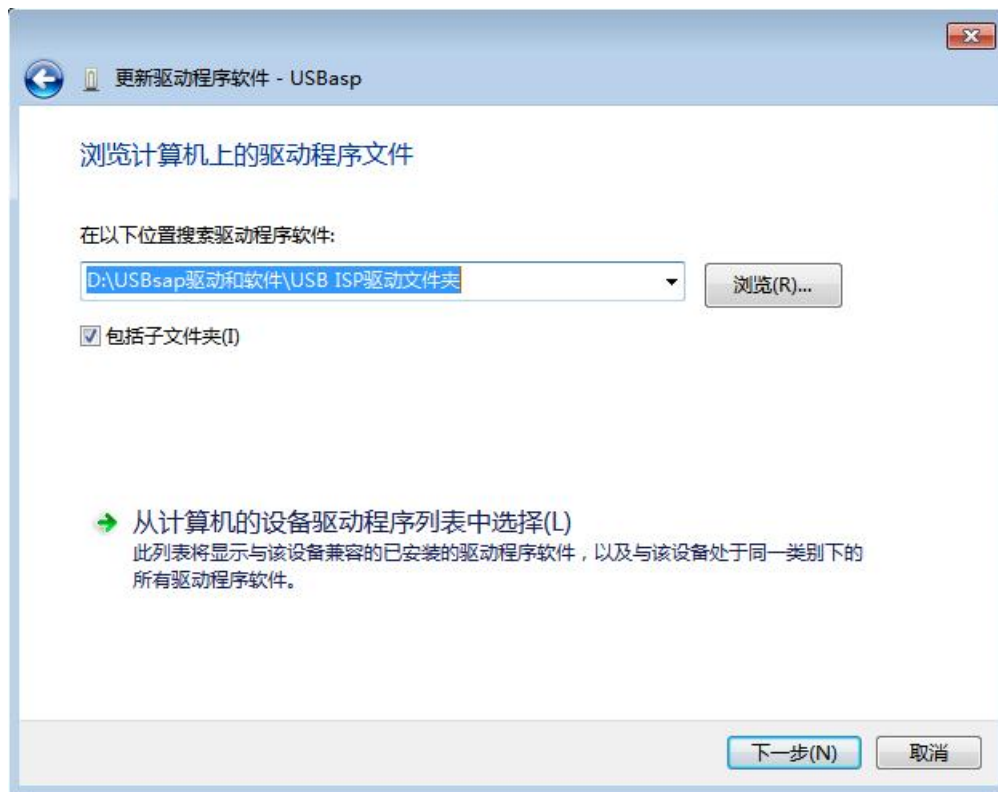 更新驱动程序软件 - USBasp
浏览计算机上的驱动程序文件
在以下位置搜索驱动程序软件:
D:\USBsap驱动和软件\USB ISP驱动文件夹
浏览(R)...
包括子文件夹(I)
从计算机的设备驱动程序列表中选择(L)
此列表将显示与该设备兼容的已安装的驱动程序软件，以及与该设备处于同一类别下的
所有驱动程序软件。
下一步(N)
取消